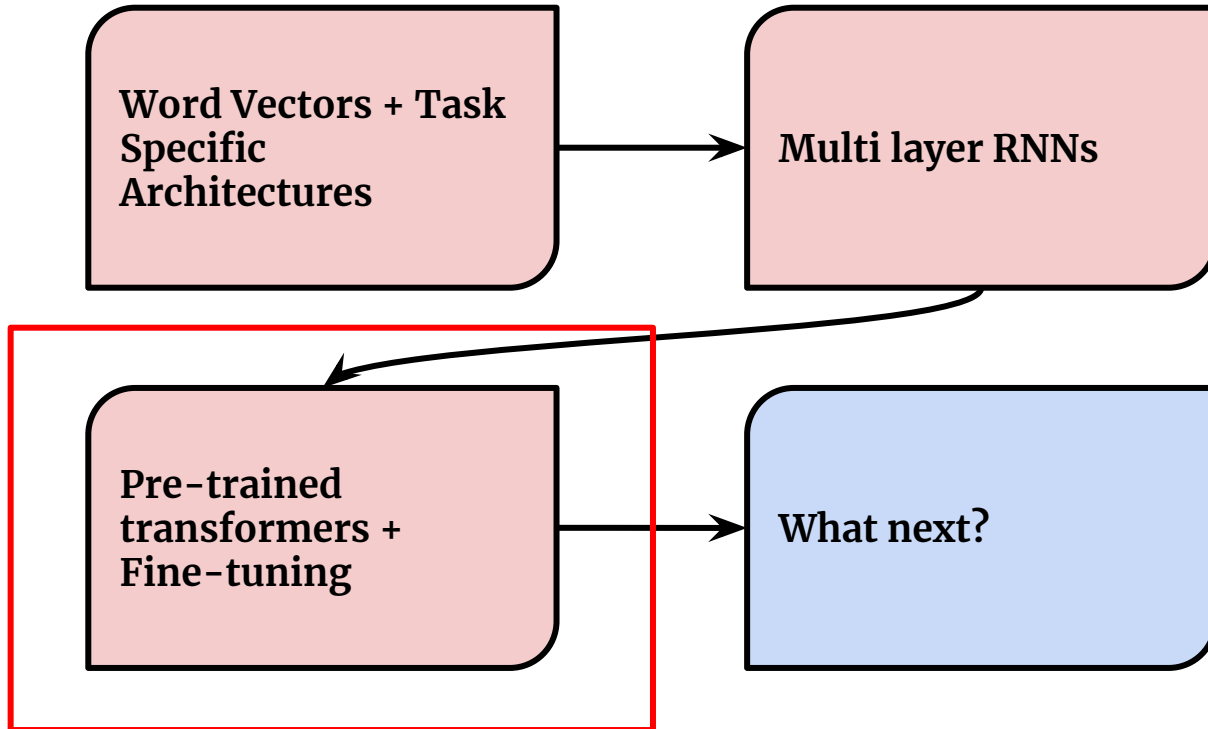 Word Vectors + Task
Specific
Architectures
Multi layer RNNs
Pre-trained
transformers +
Fine-tuning
What next?